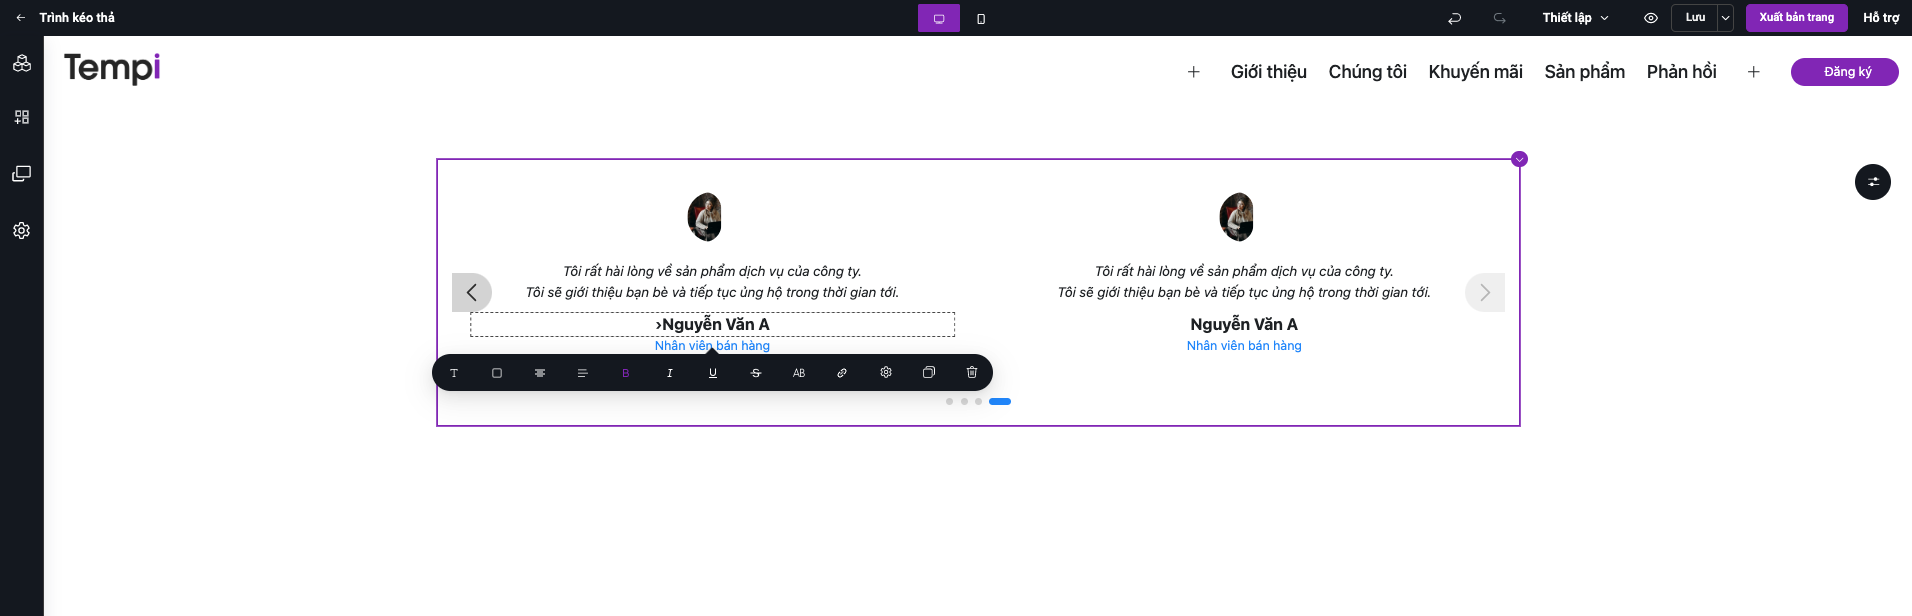 Trình kéo thả
Thiết lập
Lưu
Xuất bản trang
Hỗ trợ
Tempi
Giới thiệu
Chúng tôi
Khuyến mãi
Sản phẩm
Phản hồi
Đăng ký
Tôi rất hài lòng về sản phẩm dịch vụ của công ty.
Tôi sẽ giới thiệu bạn bè và tiếp tục ủng hộ trong thời gian tới.
›Nguyễn Văn A
Nhân viên bán hàng
Tôi rất hài lòng về sản phẩm dịch vụ của công ty.
Tôi sẽ giới thiệu bạn bè và tiếp tục ủng hộ trong thời gian tới.
Nguyễn Văn A
Nhân viên bán hàng
T B I U S AB